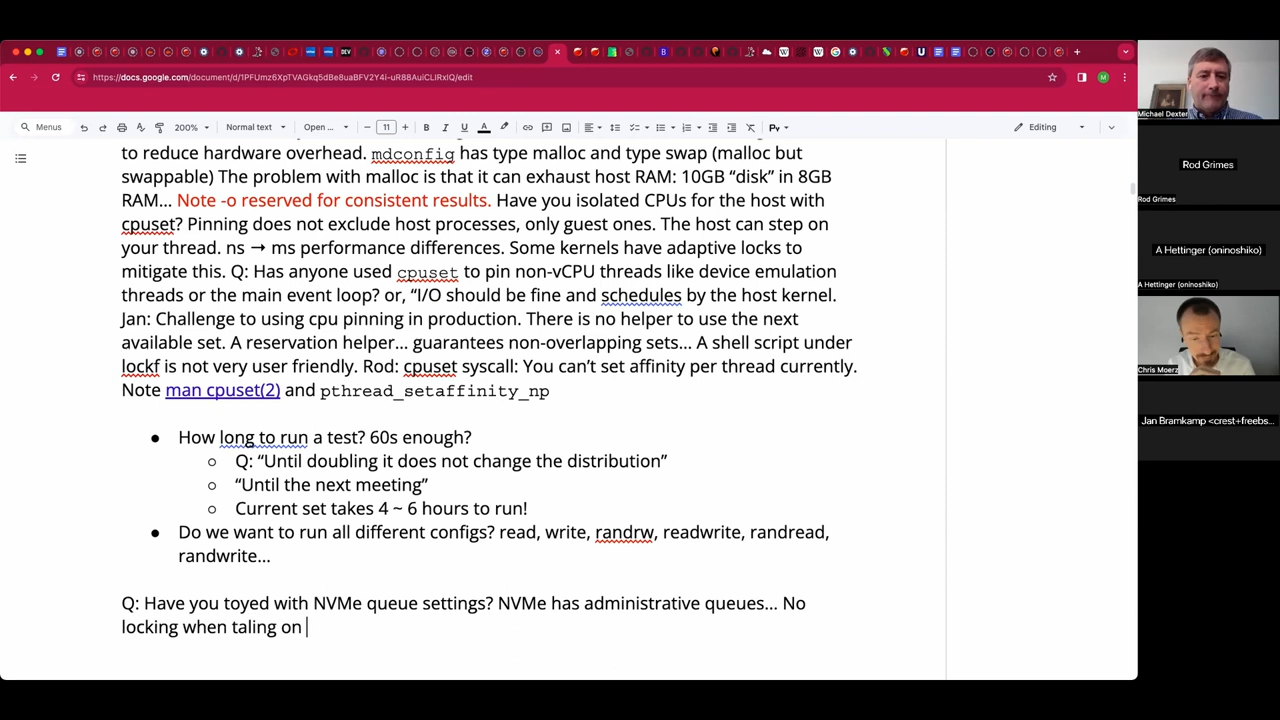 https://docs.google.com/document/d/1PFUmz6XpTVAGkq5dBe8uaBFV2Y4i-uR88AuiCLIRxIQ/edit
Menus
200%
Normal text
Open ...
11
Editing
to reduce hardware overhead. mdconfig has type malloc and type swap (malloc but
swappable) The problem with malloc is that it can exhaust host RAM: 10GB “disk” in 8GB
RAM... Note -o reserved for consistent results. Have you isolated CPUs for the host with
cpuset? Pinning does not exclude host processes, only guest ones. The host can step on
your thread. ns → ms performance differences. Some kernels have adaptive locks to
mitigate this. Q: Has anyone used cpuset to pin non-vCPU threads like device emulation
threads or the main event loop? or, “I/O should be fine and schedules by the host kernel.
Jan: Challenge to using cpu pinning in production. There is no helper to use the next
available set. A reservation helper... guarantees non-overlapping sets... A shell script under
lockf is not very user friendly. Rod: cpuset syscall: You can’t set affinity per thread currently.
Note man cpuset(2) and pthread_setaffinity_np
● How long to run a test? 60s enough?
○ Q: “Until doubling it does not change the distribution”
○ “Until the next meeting”
○ Current set takes 4 ~ 6 hours to run!
● Do we want to run all different configs? read, write, randrw, readwrite, randread,
randwrite...
Q: Have you toyed with NVMe queue settings? NVMe has administrative queues... No
locking when taling on
Michael Dexter
Rod Grimes
Rod Grimes
A Hettinger (oninoshiko)
A Hettinger (oninoshiko)
Chris Moerz
Jan Bramkamp <crest+freebs...